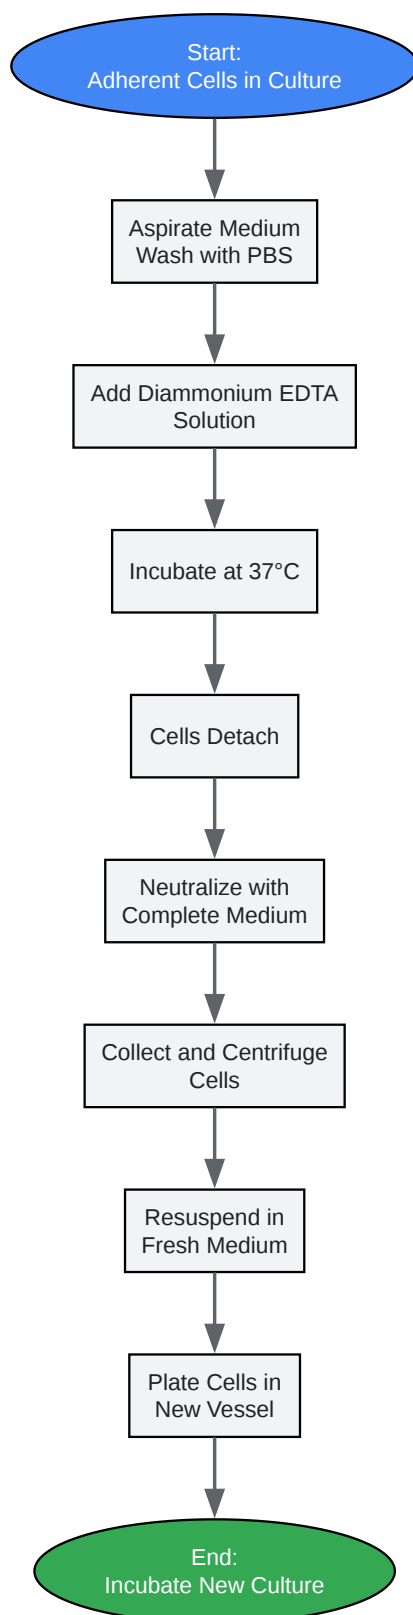 Start:
Adherent Cells in Culture
Aspirate Medium
Wash with PBS
Add Diammonium EDTA
Solution
Incubate at 37°C
Cells Detach
Neutralize with
Complete Medium
Collect and Centrifuge
Cells
Resuspend in
Fresh Medium
Plate Cells in
New Vessel
End:
Incubate New Culture